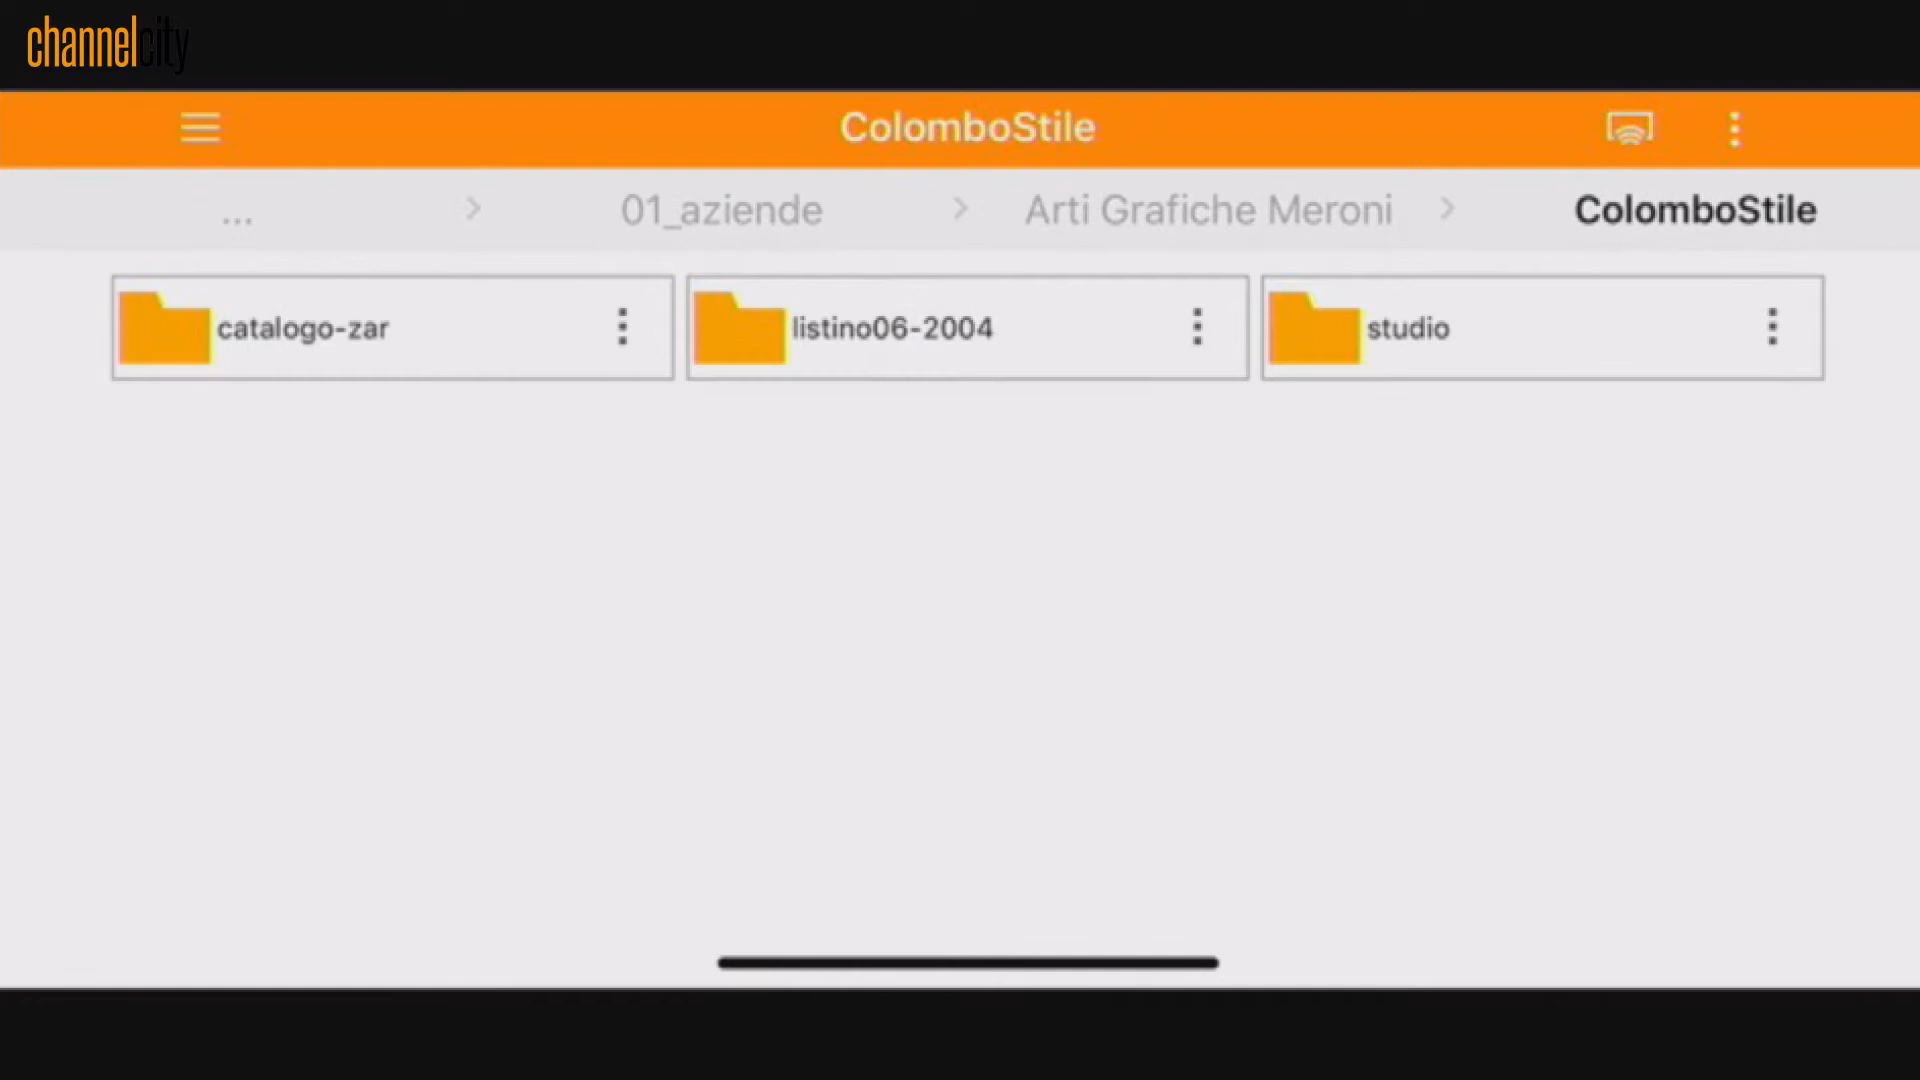 channelcity
ColomboStile
... > 01_aziende > Arti Grafiche Meroni > ColomboStile
catalogo-zar
listino06-2004
studio